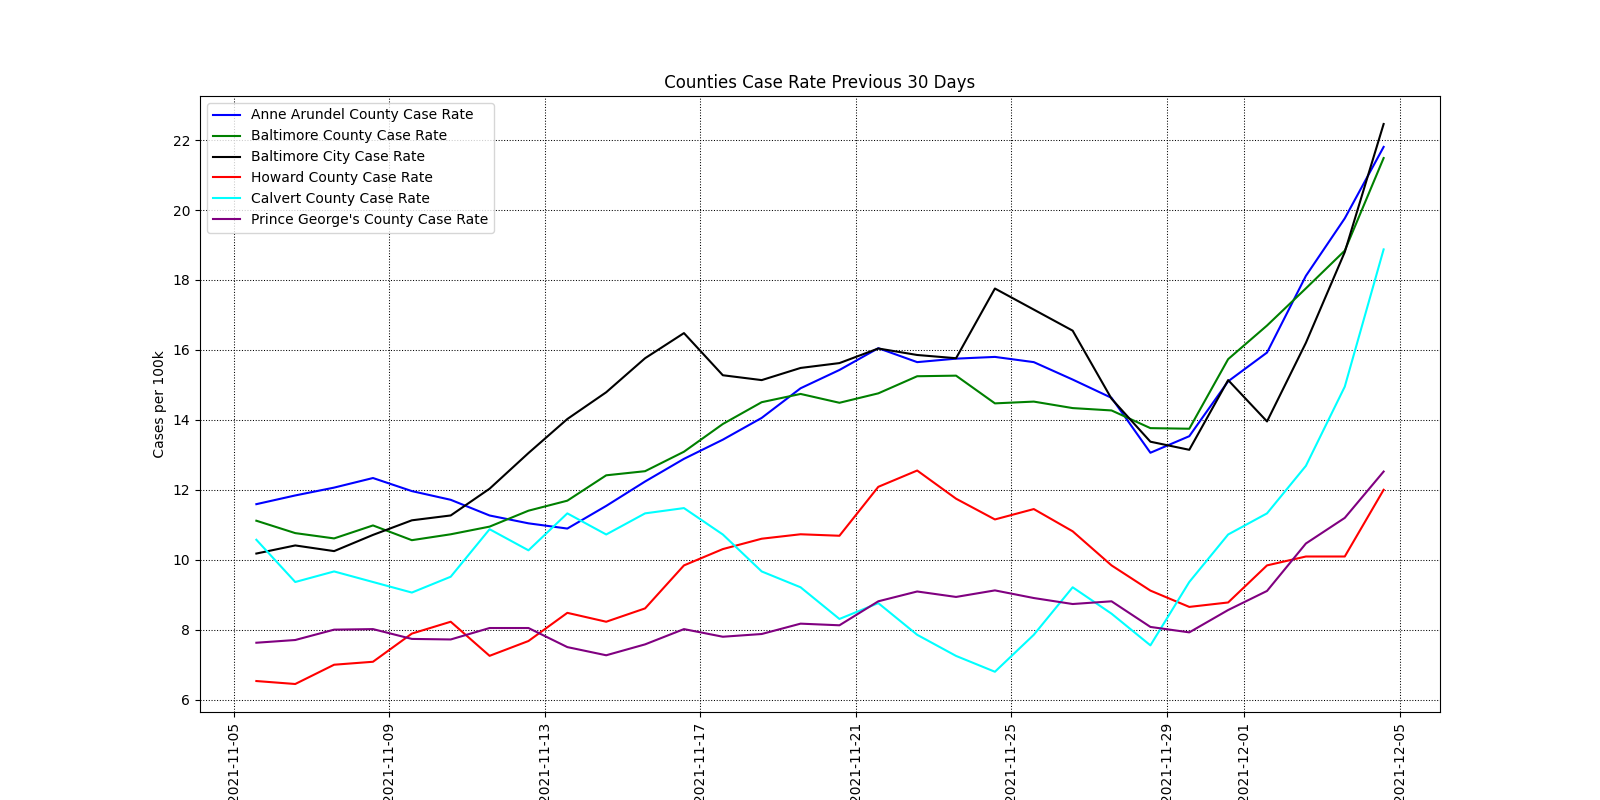 Counties Case Rate Previous 30 Days
Anne Arundel County Case Rate
Baltimore County Case Rate
Baltimore City Case Rate
Howard County Case Rate
Calvert County Case Rate
Prince George's County Case Rate
Cases per 100k
22
20
18
16
14
12
10
8
6
2021-11-05
2021-11-09
2021-11-13
2021-11-17
2021-11-21
2021-11-25
2021-11-29
2021-12-01
2021-12-05